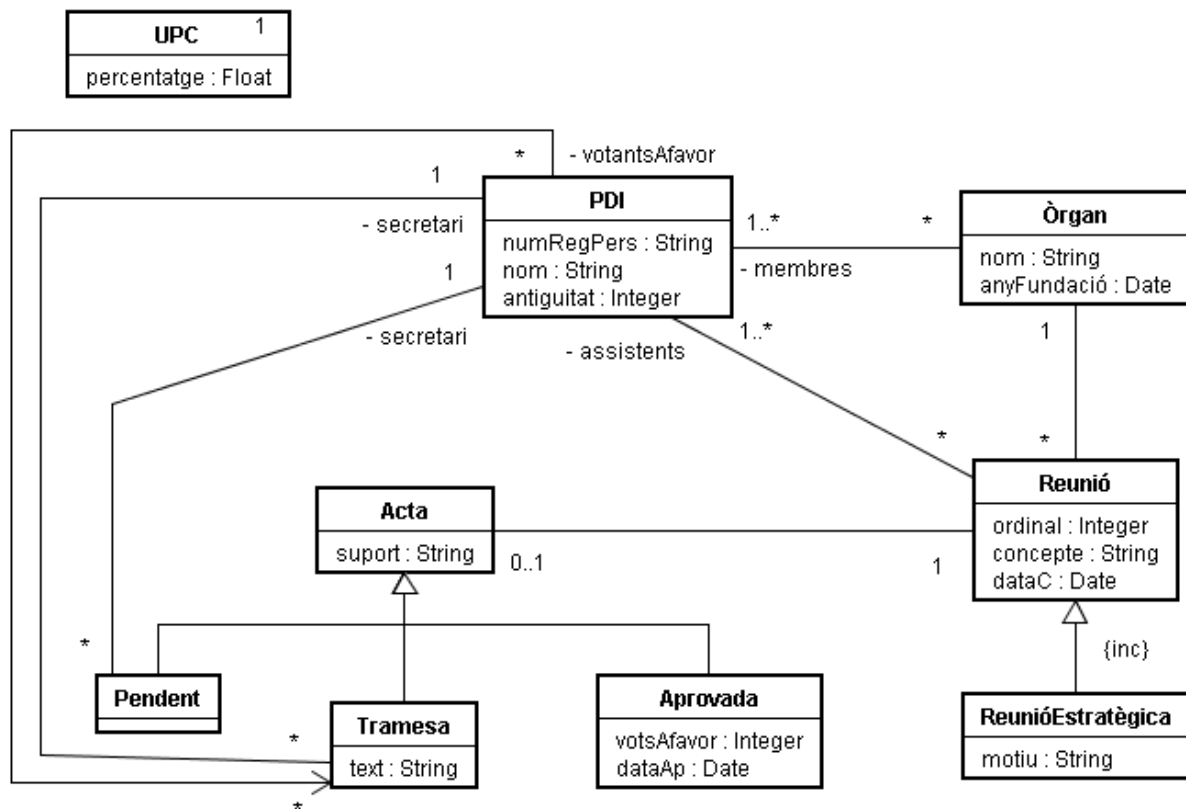 UPC 1
percentatge : Float
* - votantsAfavor
1
- secretari
PDI
numRegPers : String
nom : String
antiguitat : Integer
1..* *
- membres
Òrgan
nom : String
anyFundació : Date
1
- secretari
1..*
- assistents
1
*
*
Reunió
ordinal : Integer
concepte : String
dataC : Date
Acta
suport : String
0..1 1
{inc}
*
Pendent
Tramesa
text : String
*
*
Aprovada
votsAfavor : Integer
dataAp : Date
ReunióEstratègica
motiu : String